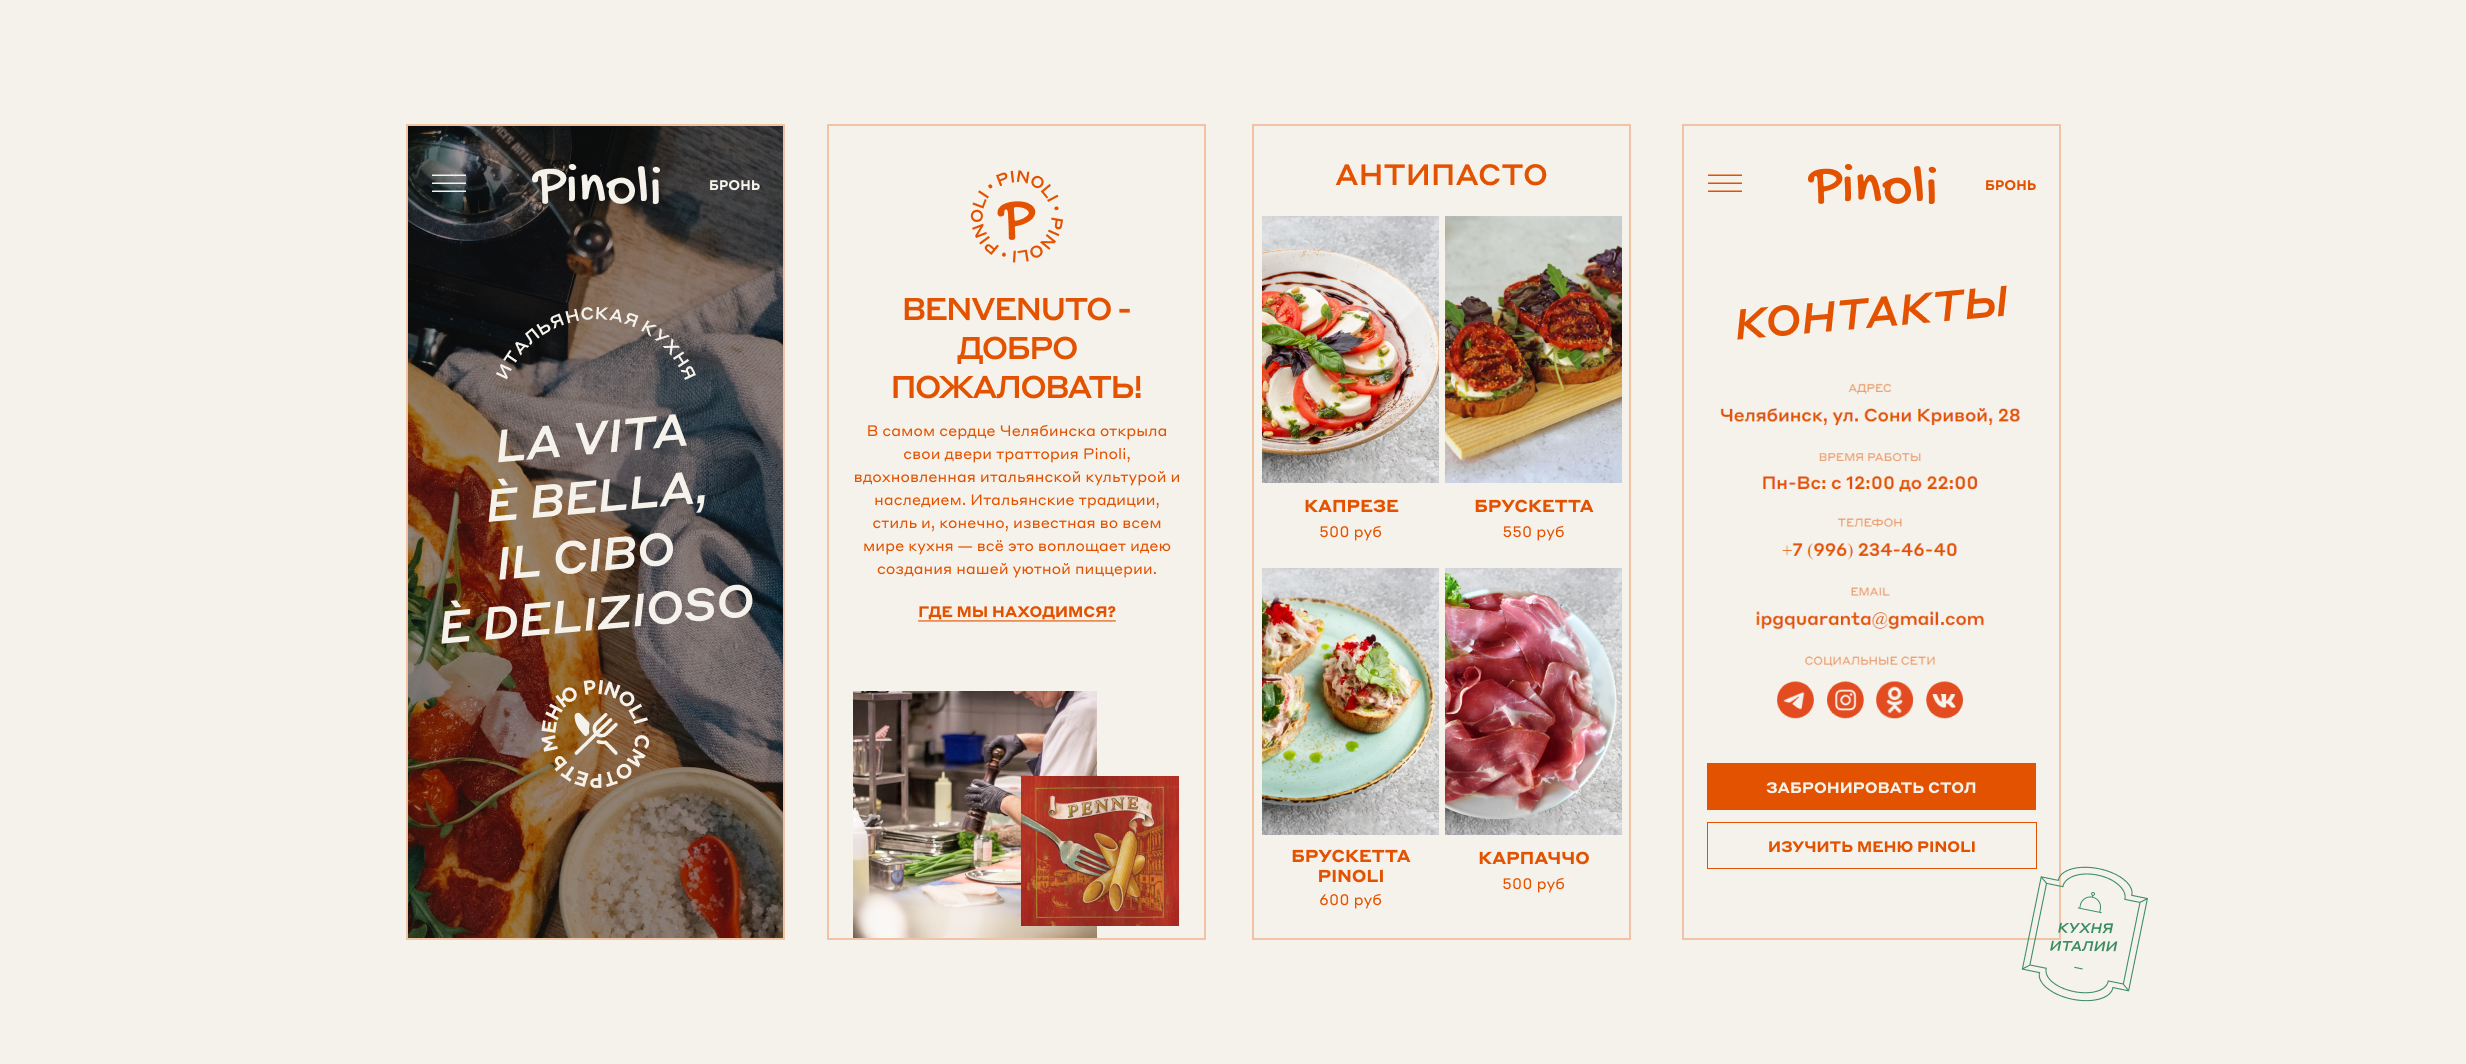 Pinoli
БРОНЬ
ИТАЛЬЯНСКАЯ КУХНЯ
LA VITA
È BELLA,
IL CIBO
È DELIZIOSO
МЕНЮ PINOLI СМОТРЕТЬ
PINOLI • PINOLI • PINOLI •
P
BENVENUTO -
ДОБРО
ПОЖАЛОВАТЬ!
В самом сердце Челябинска открыла
свои двери траттория Pinoli,
вдохновленная итальянской культурой и
наследием. Итальянские традиции,
стиль и, конечно, известная во всем
мире кухня — всё это воплощает идею
создания нашей уютной пиццерии.
ГДЕ МЫ НАХОДИМСЯ?
PENNE
АНТИПАСТО
КАПРЕЗЕ
500 руб
БРУСКЕТТА
550 руб
БРУСКЕТТА
PINOLI
600 руб
КАРПАЧЧО
500 руб
Pinoli
БРОНЬ
КОНТАКТЫ
АДРЕС
Челябинск, ул. Сони Кривой, 28
ВРЕМЯ РАБОТЫ
Пн-Вс: с 12:00 до 22:00
ТЕЛЕФОН
+7 (996) 234-46-40
EMAIL
ipgquaranta@gmail.com
СОЦИАЛЬНЫЕ СЕТИ
ЗАБРОНИРОВАТЬ СТОЛ
ИЗУЧИТЬ МЕНЮ PINOLI
КУХНЯ
ИТАЛИИ